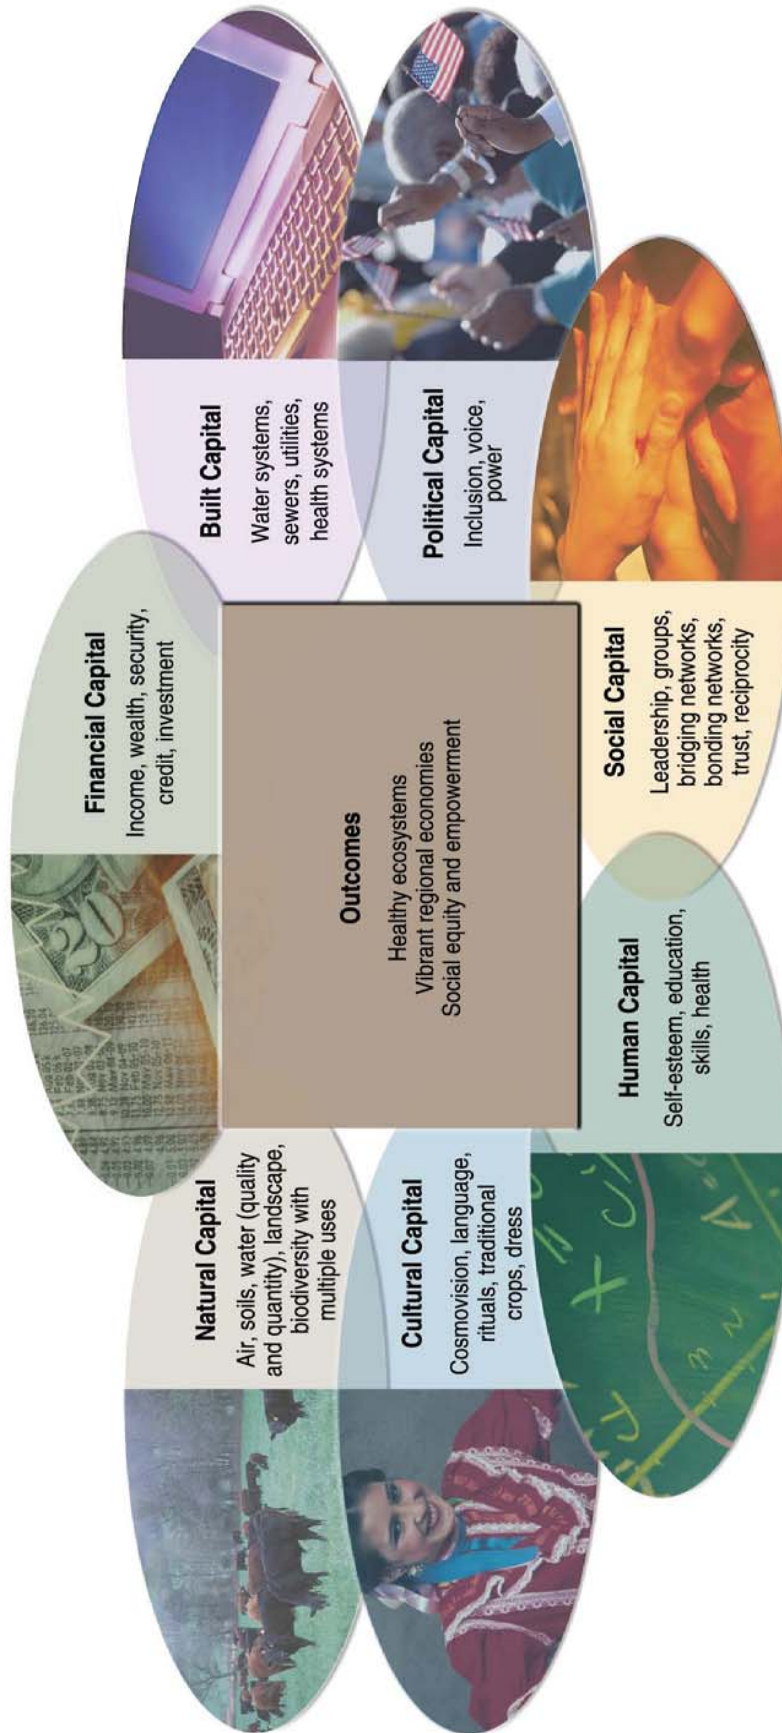 Financial Capital
Income, wealth, security,
credit, investment
Natural Capital
Air, soils, water (quality
and quantity), landscape,
biodiversity with
multiple uses
Built Capital
Water systems,
sewers, utilities,
health systems
Outcomes
Healthy ecosystems
Vibrant regional economies
Social equity and empowerment
Cultural Capital
Cosmovision, language,
rituals, traditional
crops, dress
Political Capital
Inclusion, voice,
power
Human Capital
Self-esteem, education,
skills, health
Social Capital
Leadership, groups,
bridging networks,
bonding networks,
trust, reciprocity
20